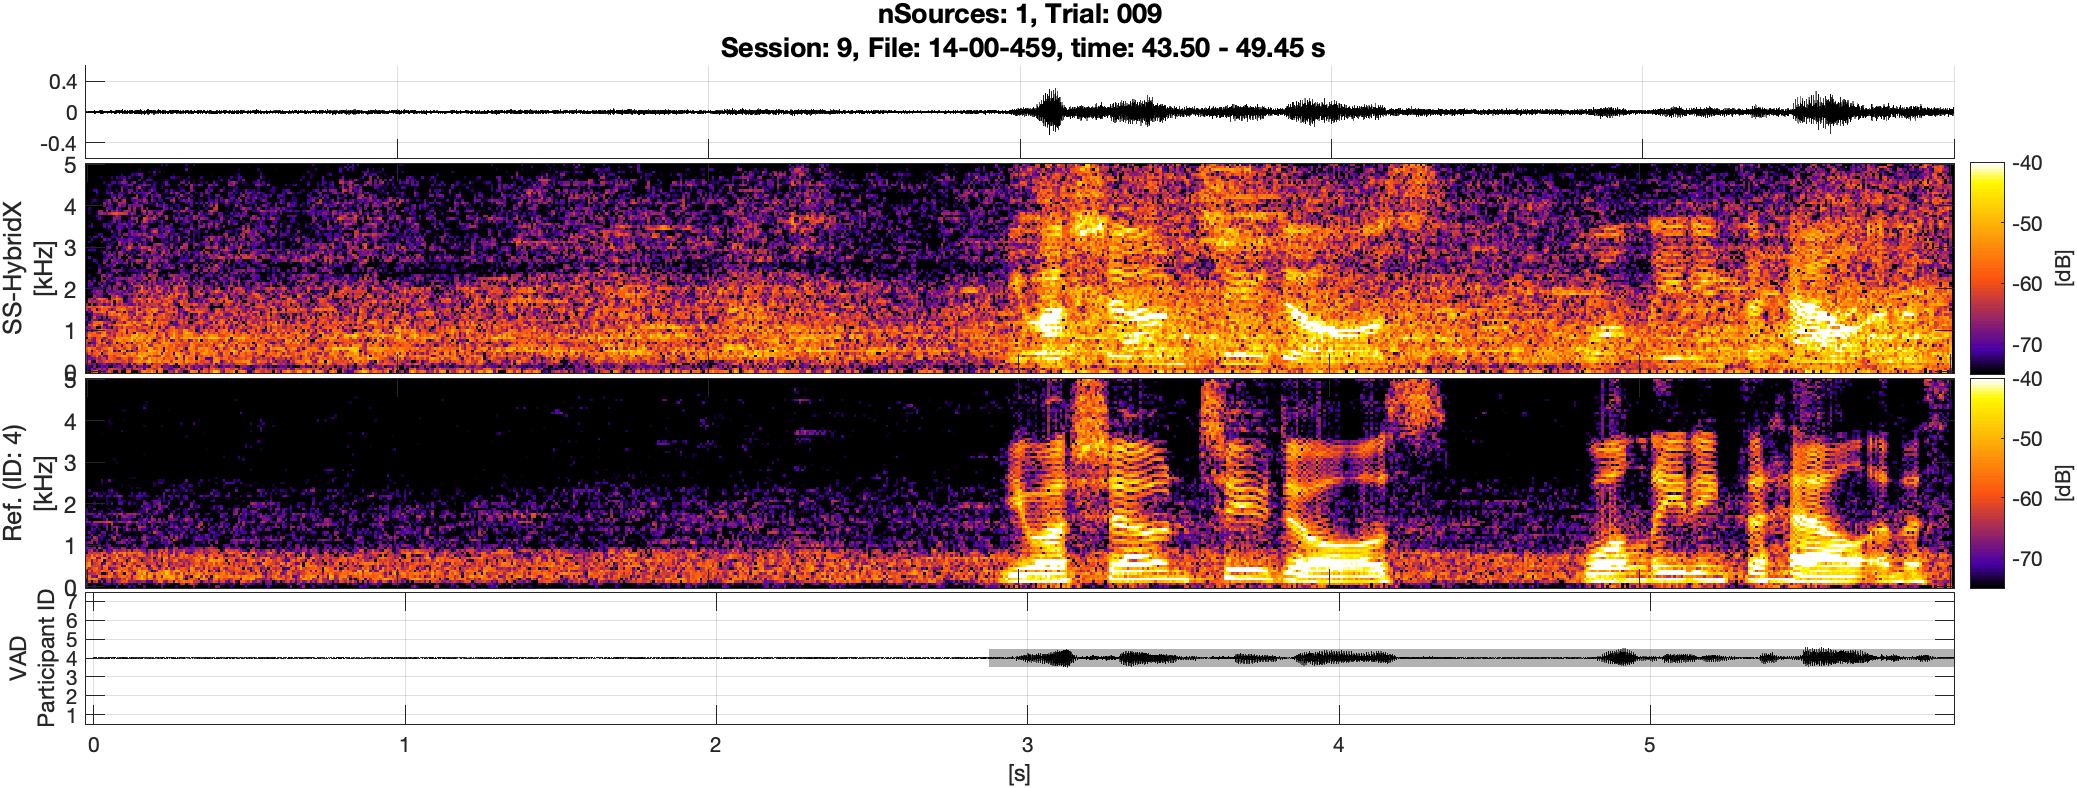 nSources: 1, Trial: 009
Session: 9, File: 14-00-459, time: 43.50 - 49.45 s
0.4
0
-0.4
SS-HybridX
[kHz]
5
4
3
2
1
0
-40
-50
-60
-70
[dB]
Ref. (ID: 4)
[kHz]
5
4
3
2
1
0
-40
-50
-60
-70
[dB]
VAD
Participant ID
7
6
5
4
3
2
1
0 1 2 3 4 5
[s]